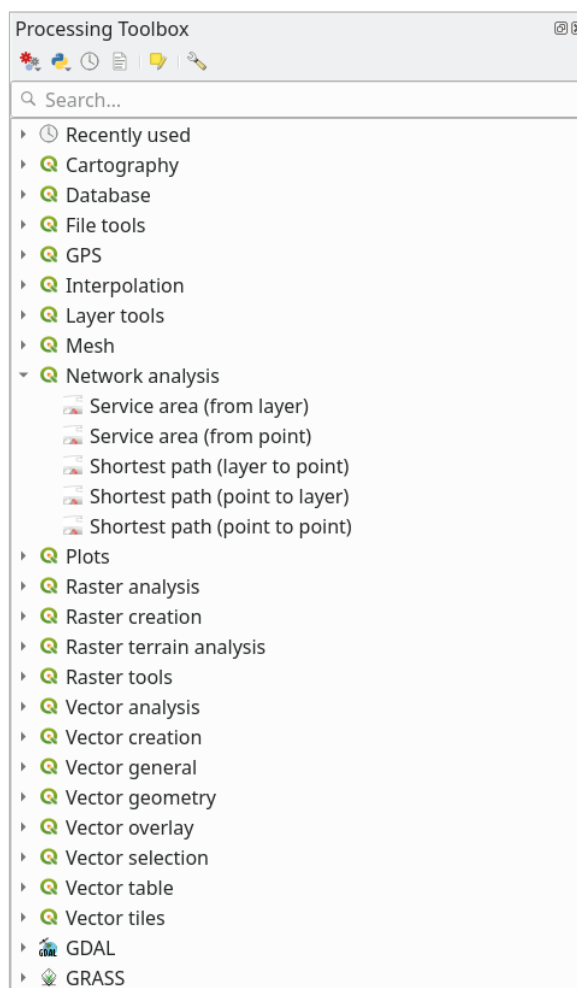 Processing Toolbox
Search...
Recently used
Cartography
Database
File tools
GPS
Interpolation
Layer tools
Mesh
Network analysis
Service area (from layer)
Service area (from point)
Shortest path (layer to point)
Shortest path (point to layer)
Shortest path (point to point)
Plots
Raster analysis
Raster creation
Raster terrain analysis
Raster tools
Vector analysis
Vector creation
Vector general
Vector geometry
Vector overlay
Vector selection
Vector table
Vector tiles
GDAL GDAL
GRASS